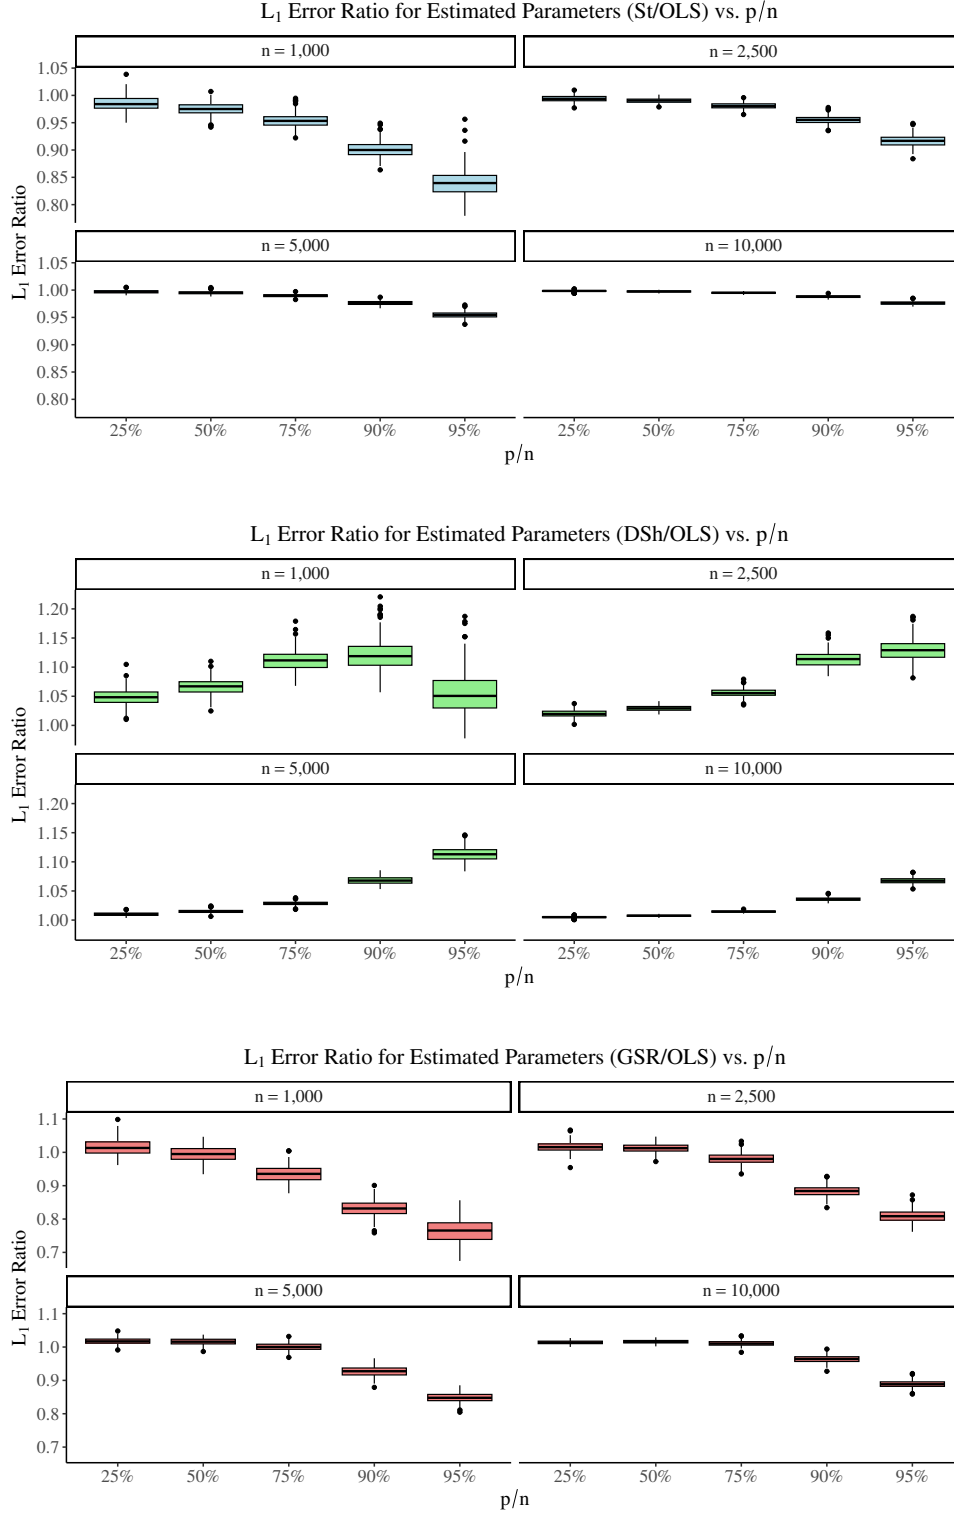 L1 Error Ratio for Estimated Parameters (St/OLS) vs. p/n
n = 1,000
n = 2,500
1.05
1.00
0.95
0.90
0.85
0.80
n = 5,000
n = 10,000
1.05
1.00
0.95
0.90
0.85
0.80
L1 Error Ratio
25% 50% 75% 90% 95%
25% 50% 75% 90% 95%
p/n
L1 Error Ratio for Estimated Parameters (DSh/OLS) vs. p/n
n = 1,000
n = 2,500
1.20
1.15
1.10
1.05
1.00
n = 5,000
n = 10,000
1.20
1.15
1.10
1.05
1.00
L1 Error Ratio
25% 50% 75% 90% 95%
25% 50% 75% 90% 95%
p/n
L1 Error Ratio for Estimated Parameters (GSR/OLS) vs. p/n
n = 1,000
n = 2,500
1.1
1.0
0.9
0.8
0.7
n = 5,000
n = 10,000
1.1
1.0
0.9
0.8
0.7
L1 Error Ratio
25% 50% 75% 90% 95%
25% 50% 75% 90% 95%
p/n